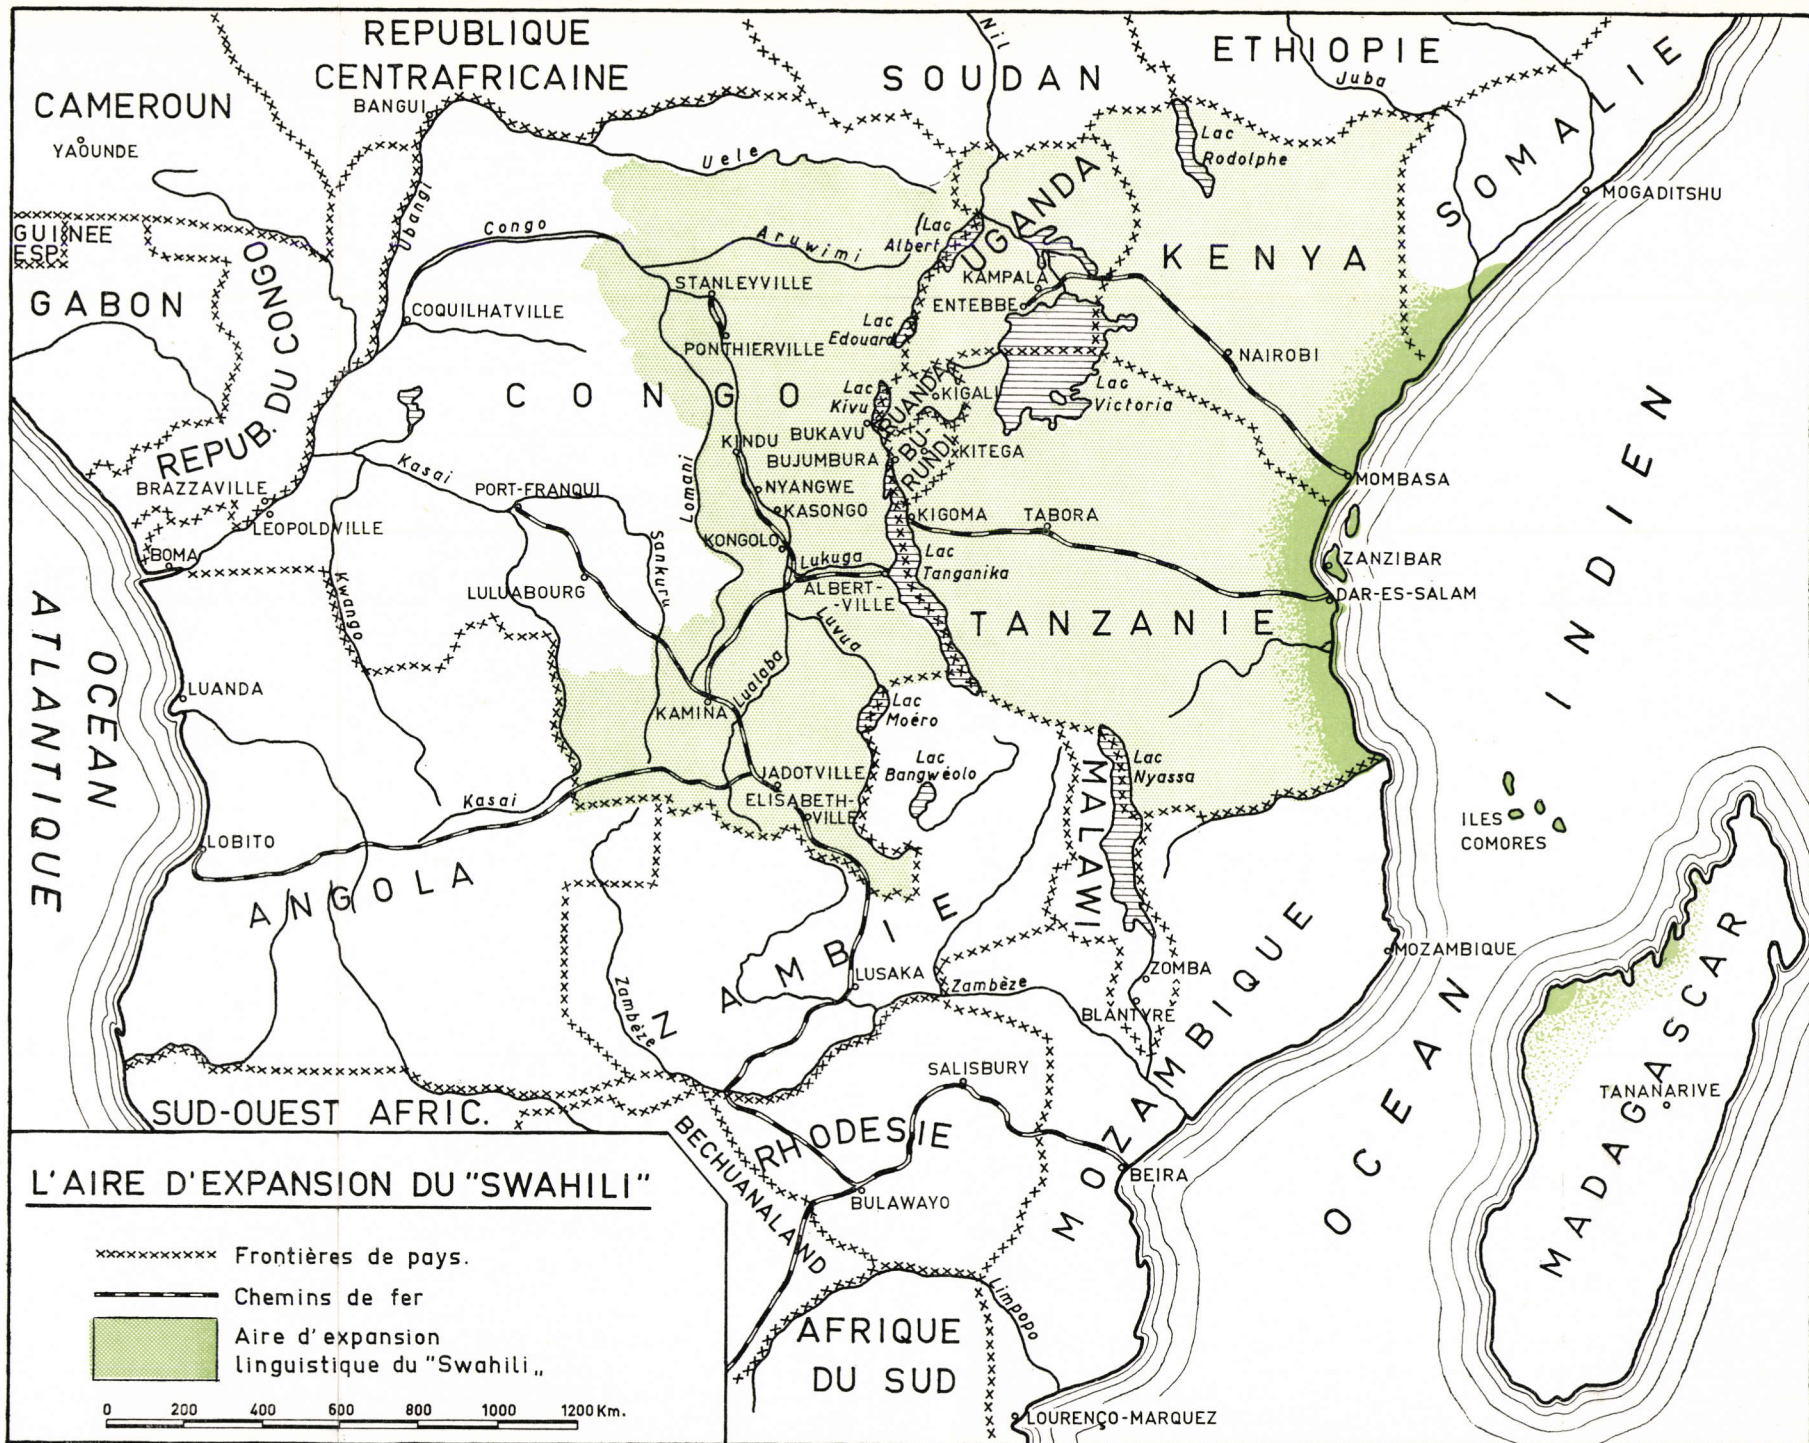 REPUBLIQUE
CENTRAFRICAINE
SOUDAN
Nil
ETHIOPIE
Juba
SOMALIE
CAMEROUN
BANGUI
YAOUNDE
Uele
Lac
Rodolphe
MOGADITSHU
GUINEE
ESP.
Ubangi
Congo
Aruwimi
(Lac
Albert
UGANDA
KENYA
GABON
REPUB. DU CONGO
COQUILHATVILLE
STANLEYVILLE
KAMPALA
ENTEBBE
PONTHIERVILLE
Lac
Edouard
NAIROBI
CONGO
Lac
Kivu
RUANDA
KIGALI
Lac
Victoria
KINDU
BUKAVU
BU-
RUNDI
BUJUMBURA
KITEGA
Kasai
Lomani
BRAZZAVILLE
PORT-FRANQUI
NYANGWE
KASONGO
KIGOMA
TABORA
MOMBASA
LEOPOLDVILLE
BOMA
Sankuru
KONGOLO
Lukuga
Lac
Tanganika
ZANZIBAR
Kwango
LULUABOURG
ALBERT-
-VILLE
DAR-ES-SALAM
Luvua
TANZANIE
OCEAN
ATLANTIQUE
OCEAN INDIEN
LUANDA
KAMINA
Lualaba
Lac
Moéro
Lac
Bangwéolo
MALAWI
Lac
Nyassa
JADOTVILLE
ELISABETH-
-VILLE
Kasai
LOBITO
ANGOLA
ILES
COMORES
ZAMBIE
Zambèze
LUSAKA
Zambèze
ZOMBA
BLANTYRE
MOZAMBIQUE
MOZAMBIQUE
MADAGASCAR
TANANARIVE
SALISBURY
SUD-OUEST AFRIC.
BECHUANALAND
RHODESIE
BULAWAYO
BEIRA
Limpopo
AFRIQUE
DU SUD
LOURENÇO-MARQUEZ
L'AIRE D'EXPANSION DU "SWAHILI"
Frontières de pays.
Chemins de fer
Aire d'expansion
linguistique du "Swahili„
0 200 400 600 800 1000 1200 Km.